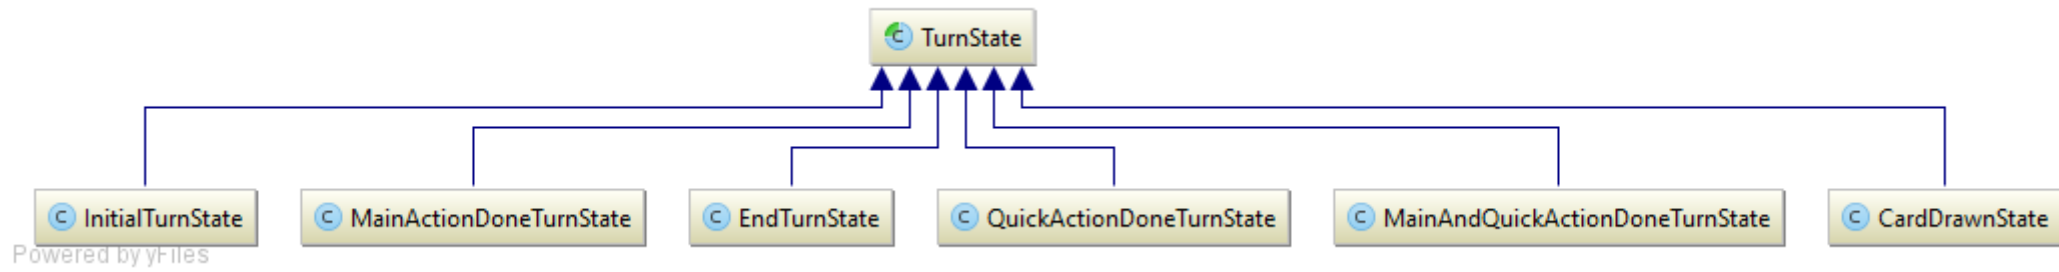 C TurnState
C InitialTurnState
C MainActionDoneTurnState
C EndTurnState
C QuickActionDoneTurnState
C MainAndQuickActionDoneTurnState
C CardDrawnState
Powered by yFiles